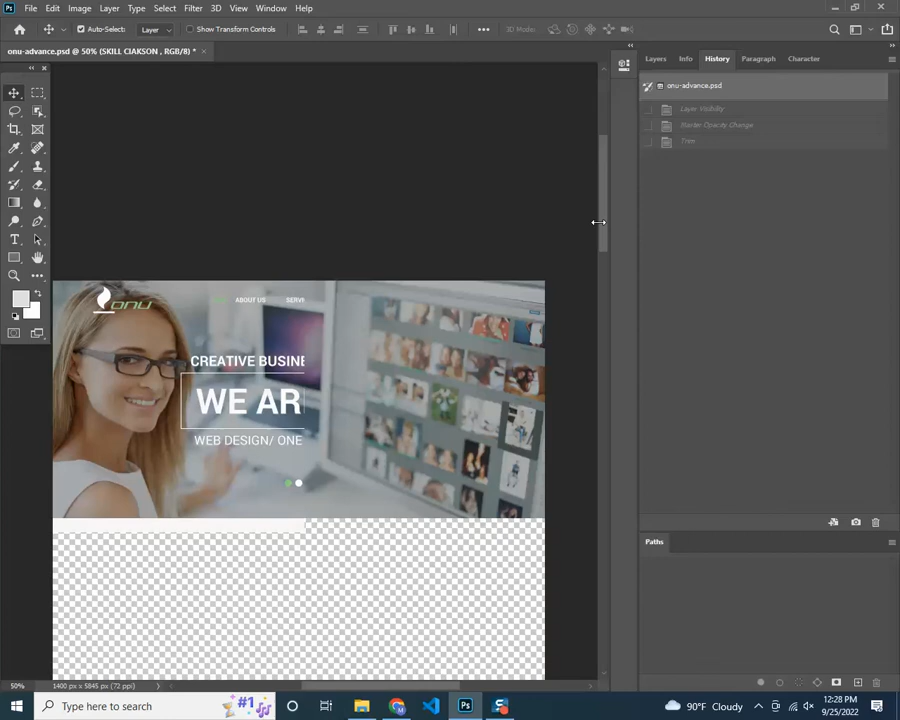 File Edit Image Layer Type Select Filter 3D View Window Help
Auto-Select: Layer Show Transform Controls 3D Mode:
onu-advance.psd @ 50% (SKILL CIAKSON , RGB/8) *
Layers Info History Paragraph Character
onu-advance.psd
Layer Visibility
Master Opacity Change
Trim
onu ABOUT US SERVI
CREATIVE BUSINE
WE AR
WEB DESIGN/ ONE
Paths
50% 1400 px x 5845 px (72 ppi)
Type here to search #1 90°F Cloudy 12:28 PM
9/25/2022